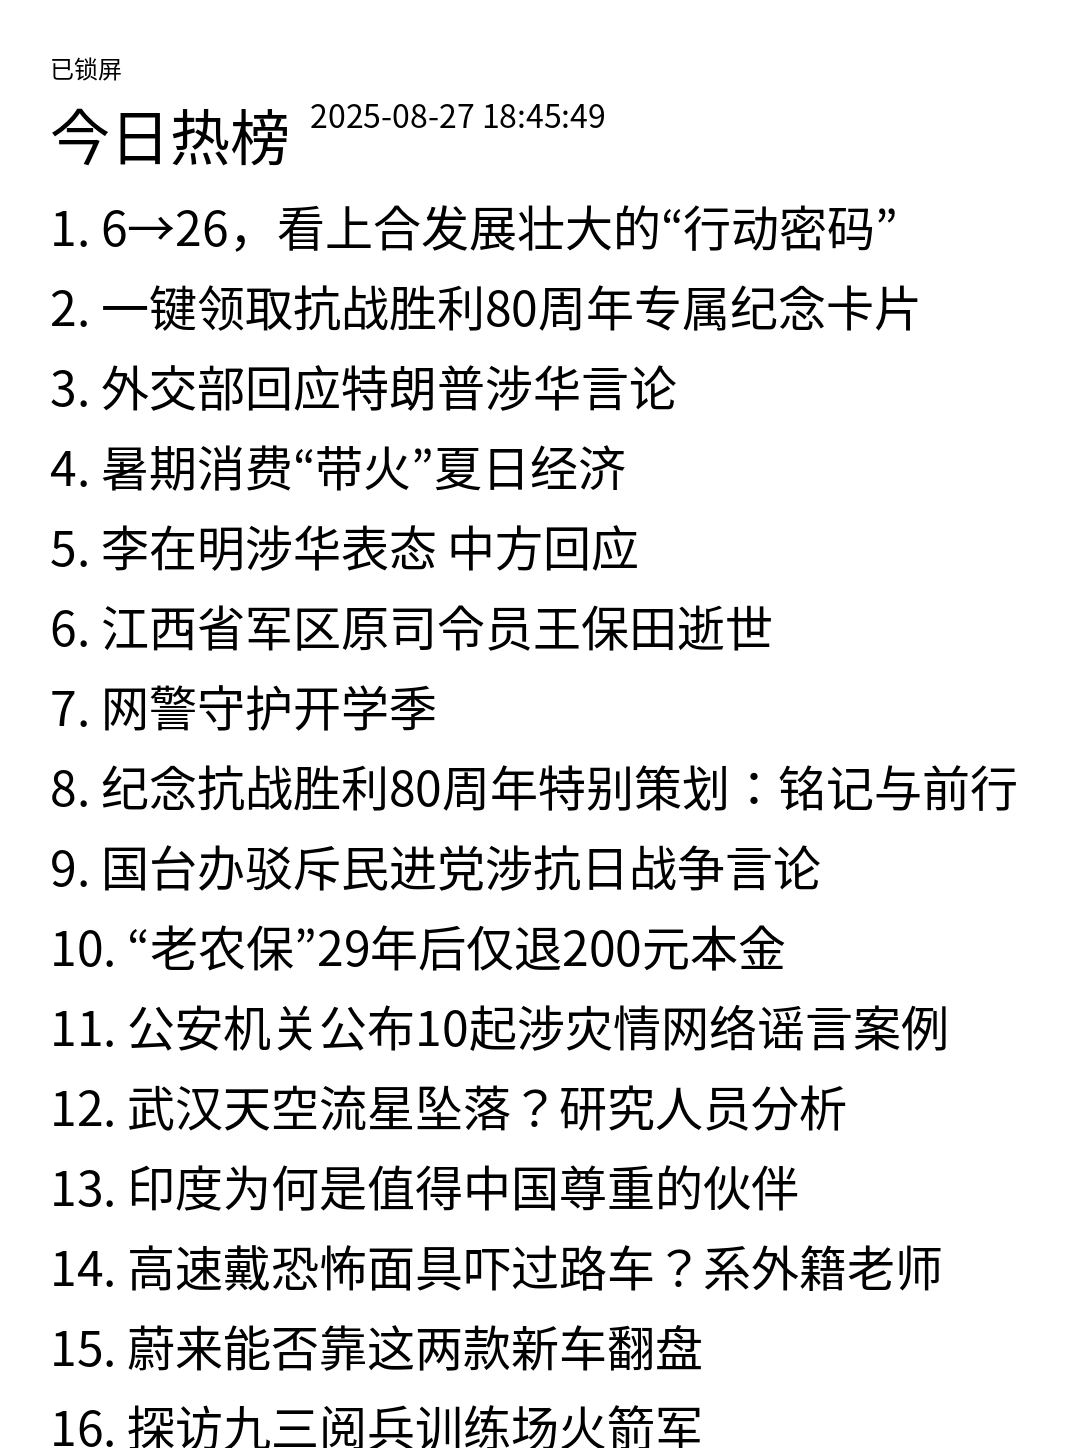 已锁屏
今日热榜 2025-08-27 18:45:49
1. 6→26，看上合发展壮大的“行动密码”
2. 一键领取抗战胜利80周年专属纪念卡片
3. 外交部回应特朗普涉华言论
4. 暑期消费“带火”夏日经济
5. 李在明涉华表态 中方回应
6. 江西省军区原司令员王保田逝世
7. 网警守护开学季
8. 纪念抗战胜利80周年特别策划：铭记与前行
9. 国台办驳斥民进党涉抗日战争言论
10. “老农保”29年后仅退200元本金
11. 公安机关公布10起涉灾情网络谣言案例
12. 武汉天空流星坠落？研究人员分析
13. 印度为何是值得中国尊重的伙伴
14. 高速戴恐怖面具吓过路车？系外籍老师
15. 蔚来能否靠这两款新车翻盘
16. 探访九三阅兵训练场火箭军